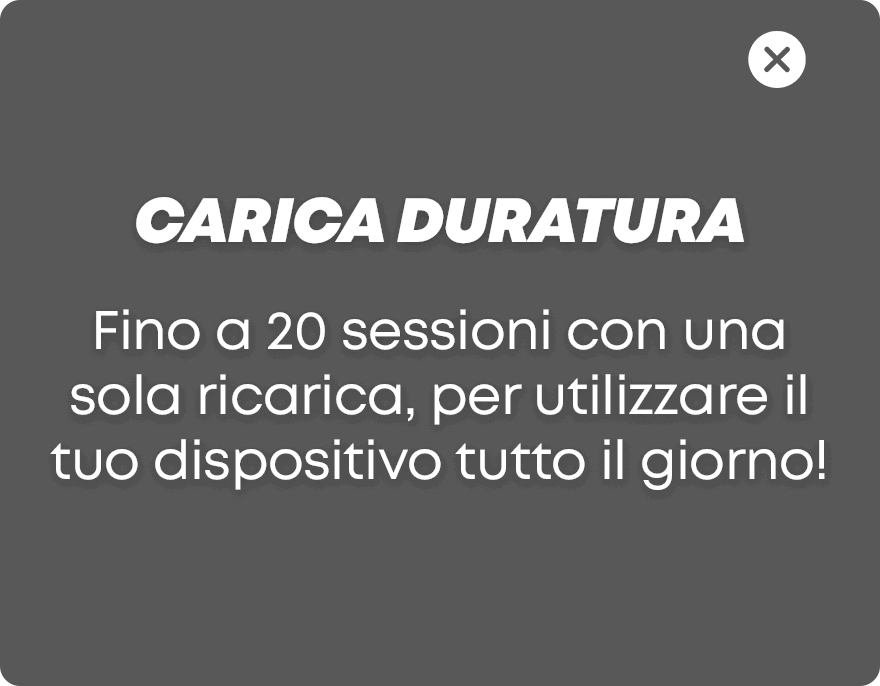 CARICA DURATURA
Fino a 20 sessioni con una
sola ricarica, per utilizzare il
tuo dispositivo tutto il giorno!